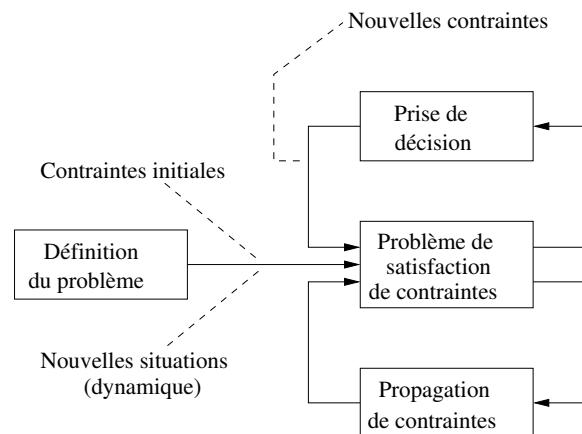 Nouvelles contraintes
Prise de
décision
Contraintes initiales
Définition
du problème
Problème de
satisfaction
de contraintes
Nouvelles situations
(dynamique)
Propagation
de contraintes